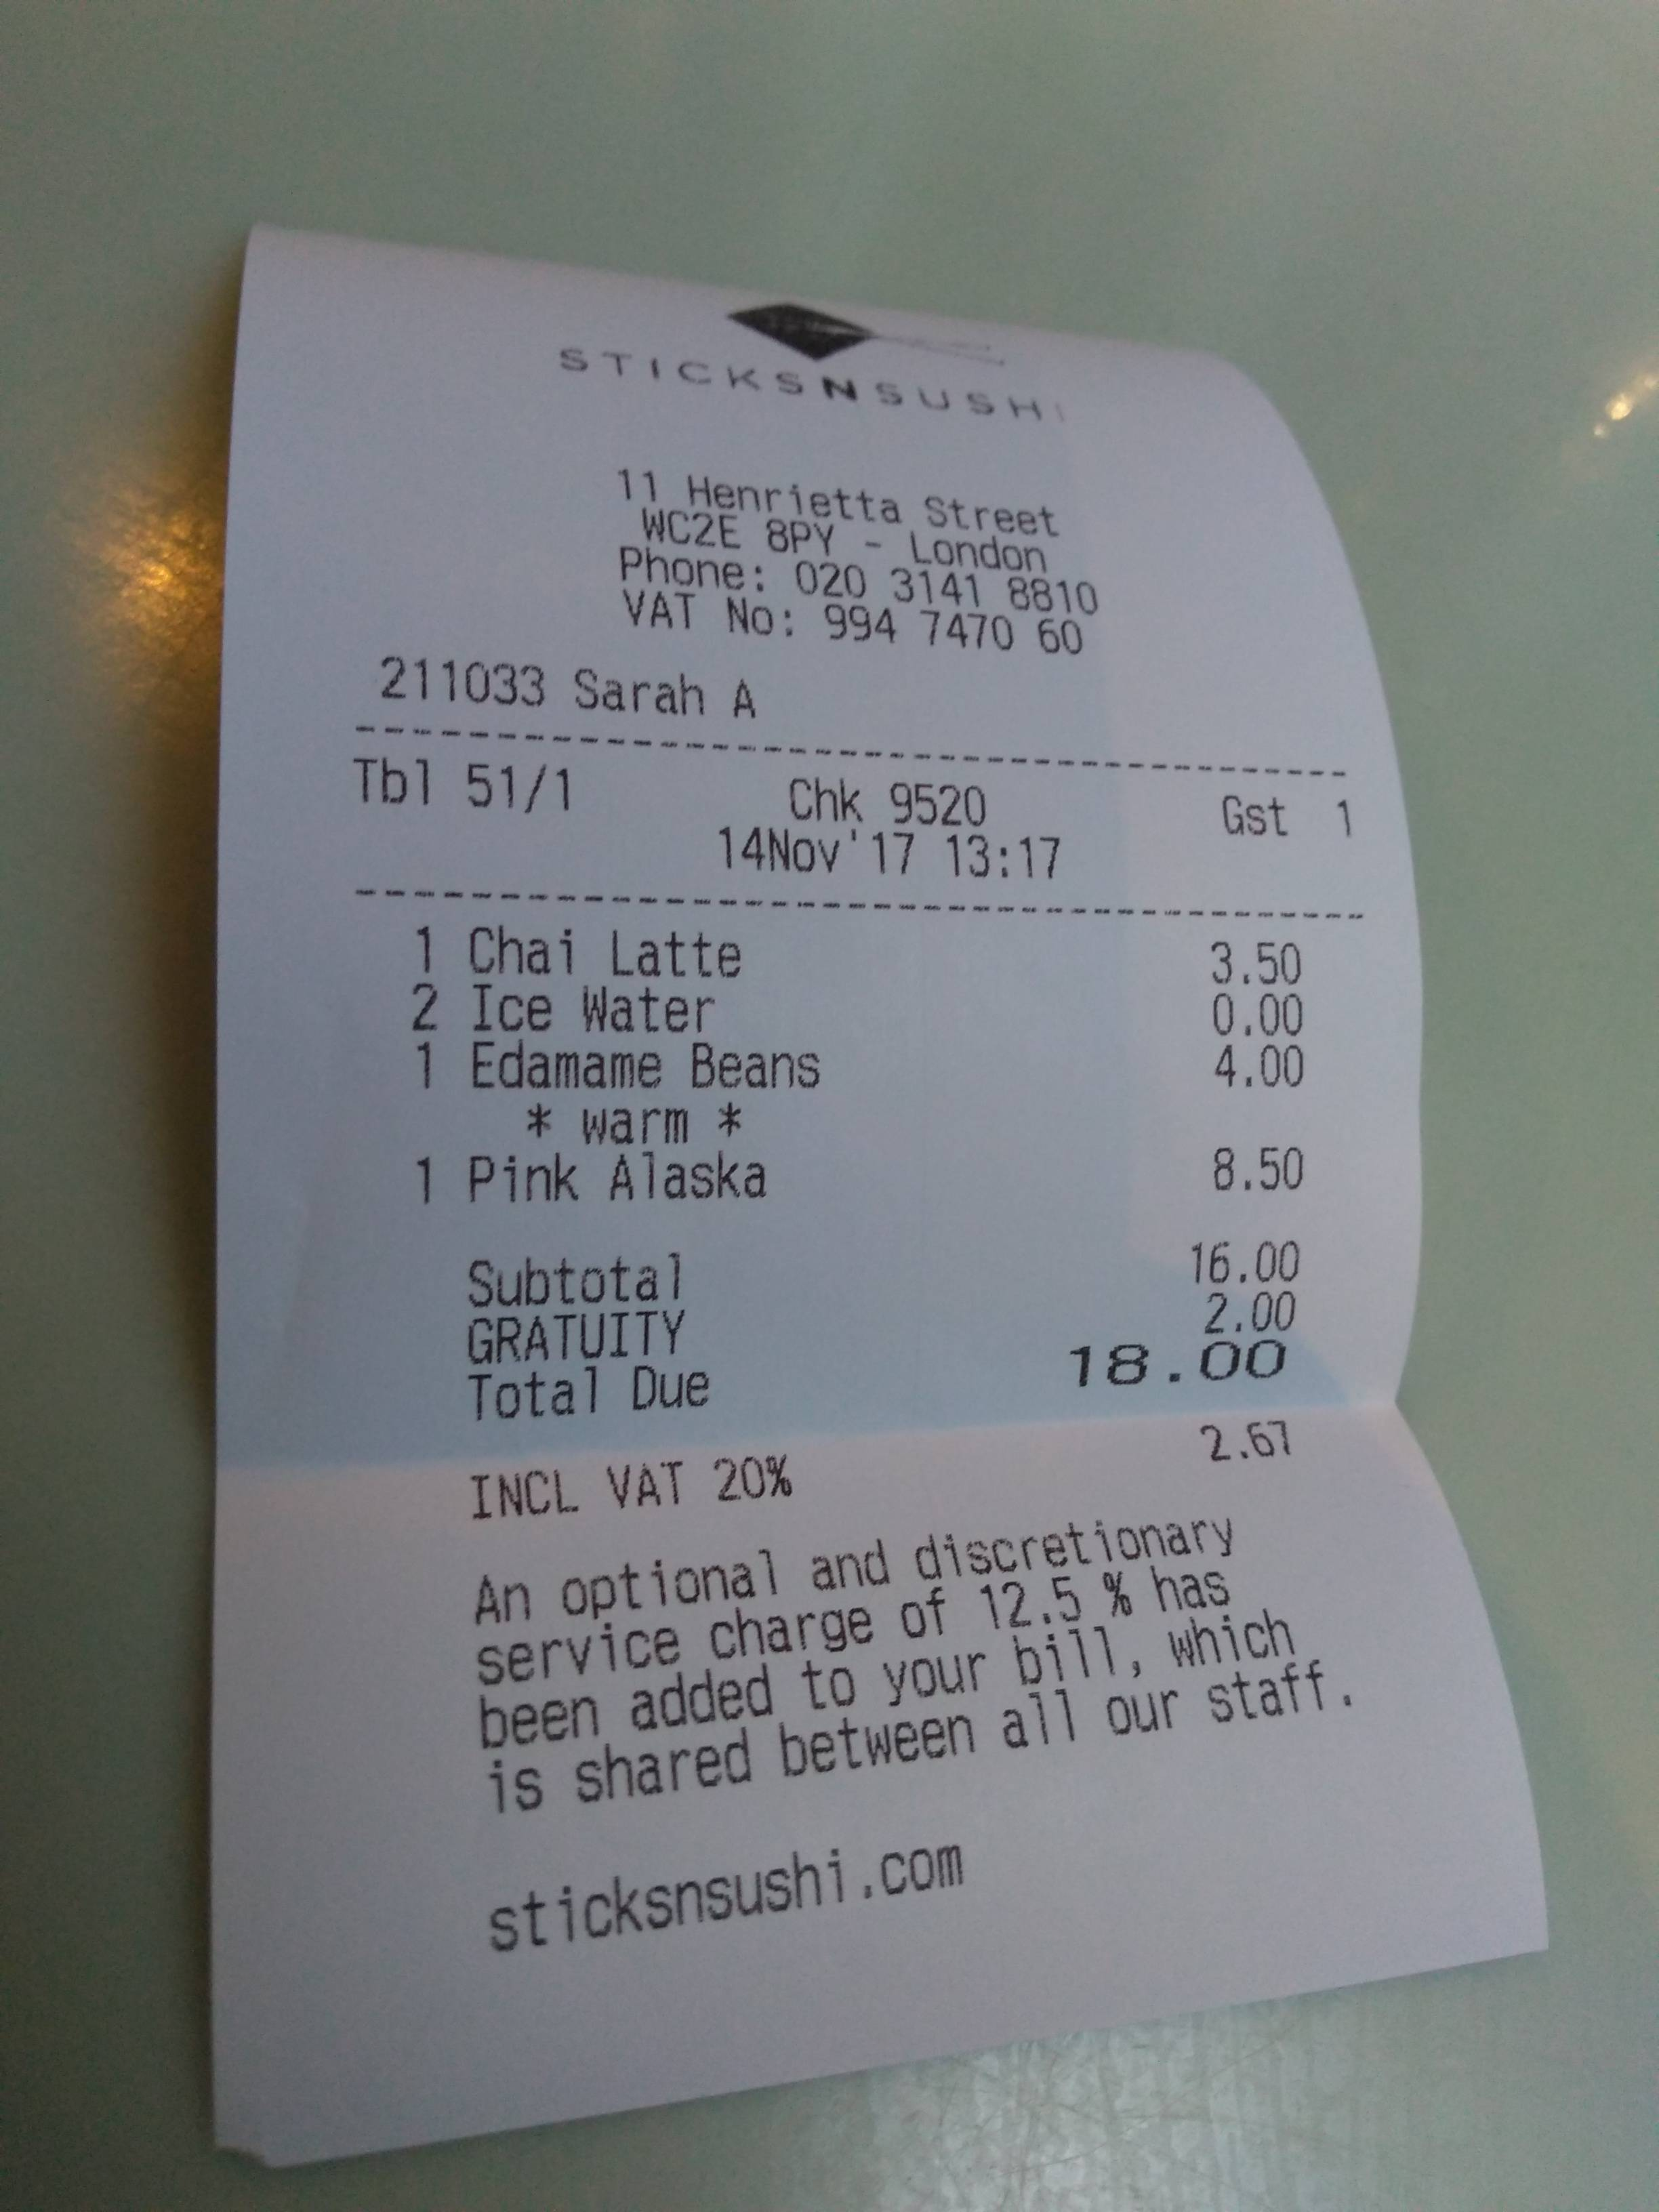 STICKSNSUSHI
11 Henrietta Street
WC2E 8PY - London
Phone: 020 3141 8810
VAT No: 994 7470 60
211033 Sarah A
Tbl 51/1 Chk 9520 Gst 1
14Nov'17 13:17
1 Chai Latte 3.50
2 Ice Water 0.00
1 Edamame Beans 4.00
* warm *
1 Pink Alaska 8.50
Subtotal 16.00
GRATUITY 2.00
Total Due 18.00
INCL VAT 20% 2.67
An optional and discretionary
service charge of 12.5 % has
been added to your bill, which
is shared between all our staff.
sticksnsushi.com